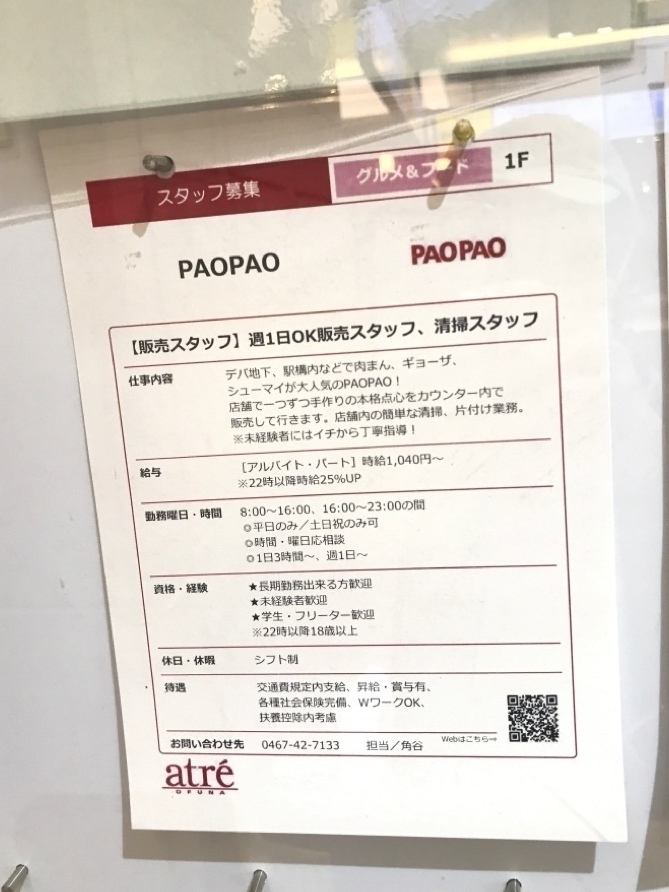 スタッフ募集
グルメ&フード
1F
PAOPAO
PAOPAO
【販売スタッフ】週1日OK販売スタッフ、清掃スタッフ
仕事内容
デパ地下、駅構内などで肉まん、ギョーザ、
シューマイが大人気のPAOPAO!
店舗で一つずつ手作りの本格点心をカウンター内で
販売して行きます。店舗内の簡単な清掃、片付け業務。
※未経験者にはイチから丁寧指導!
給与
[アルバイト・パート] 時給1,040円~
※22時以降時給25%UP
勤務曜日・時間
8:00~16:00、16:00~23:00の間
◎平日のみ/土日祝のみ可
◎時間・曜日応相談
◎1日3時間~、週1日~
資格・経験
★長期勤務出来る方歓迎
★未経験者歓迎
★学生・フリーター歓迎
※22時以降18歳以上
休日・休暇
シフト制
待遇
交通費規定内支給、昇給・賞与有、
各種社会保険完備、WワークOK、
扶養控除内考慮
お問い合わせ先
0467-42-7133
担当/角谷
Webはこちら⇒
atré
OFUNA